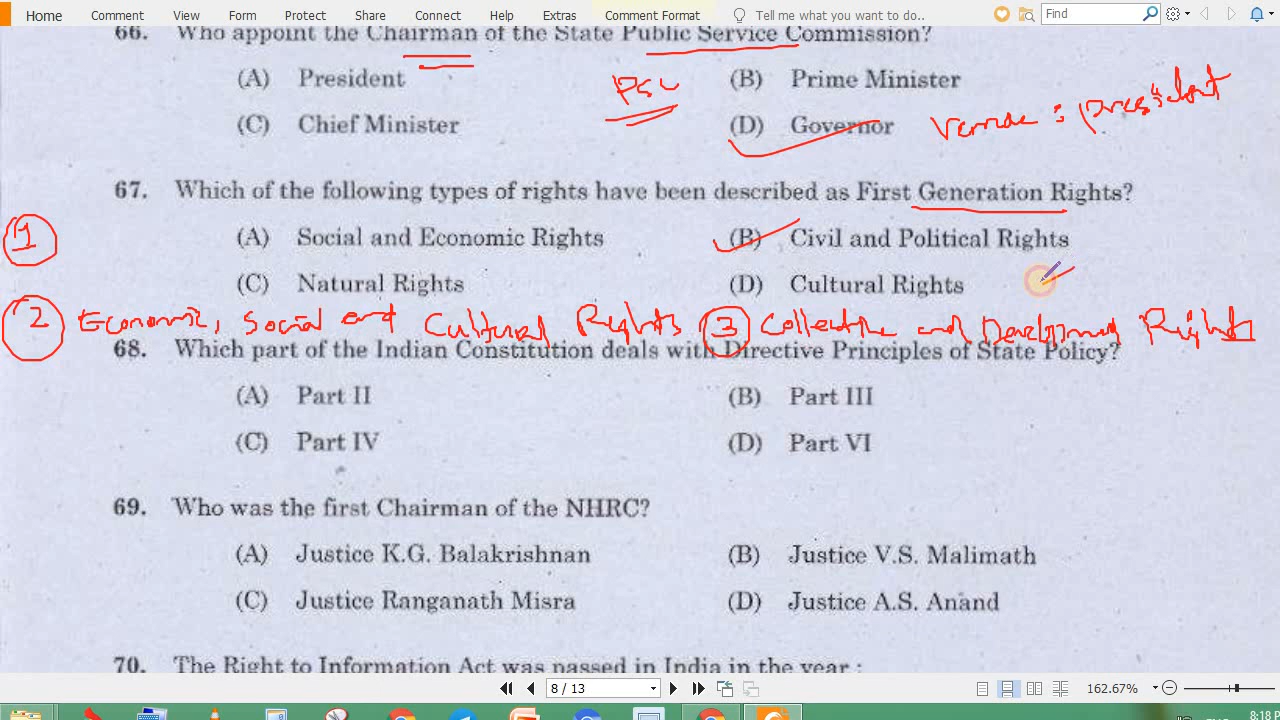 Home Comment View Form Protect Share Connect Help Extras Comment Format Tell me what you want to do.. Find
66. Who appoint the Chairman of the State Public Service Commission?
(A) President (B) Prime Minister
PSC
(C) Chief Minister (D) Governor
: President
67. Which of the following types of rights have been described as First Generation Rights?
1
(A) Social and Economic Rights (B) Civil and Political Rights
(C) Natural Rights (D) Cultural Rights
2 Economic, Social and Cultural Rights 3 Collective and Development Rights
68. Which part of the Indian Constitution deals with Directive Principles of State Policy?
(A) Part II (B) Part III
(C) Part IV (D) Part VI
69. Who was the first Chairman of the NHRC?
(A) Justice K.G. Balakrishnan (B) Justice V.S. Malimath
(C) Justice Ranganath Misra (D) Justice A.S. Anand
70. The Right to Information Act was passed in India in the year :
8 / 13 162.67%
8:18 P